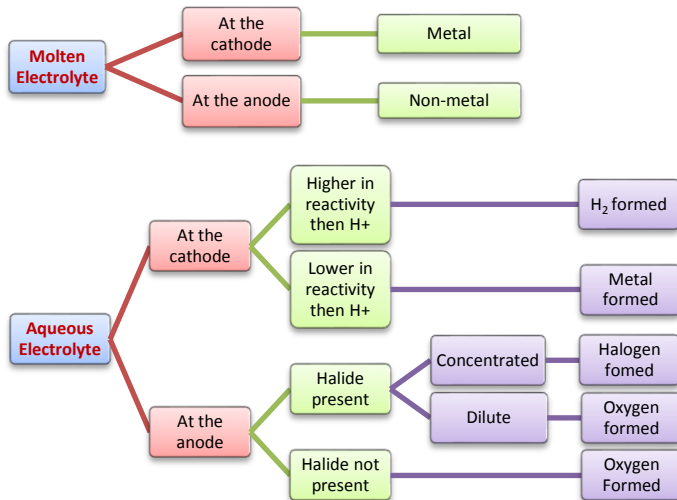 Molten
Electrolyte
At the
cathode
Metal
At the anode
Non-metal
Aqueous
Electrolyte
At the
cathode
Higher in
reactivity
then H+
H₂ formed
Lower in
reactivity
then H+
Metal
formed
At the
anode
Halide
present
Concentrated
Halogen
fomed
Dilute
Oxygen
formed
Halide not
present
Oxygen
Formed